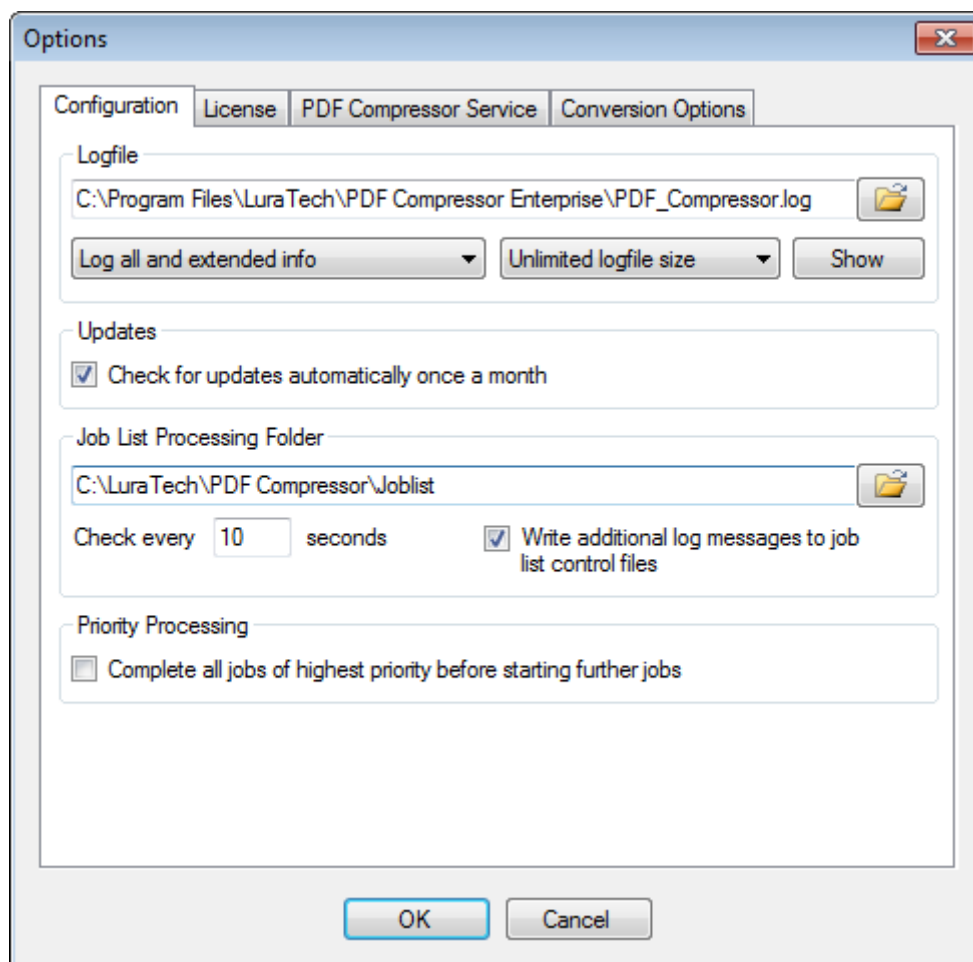 Options
Configuration License PDF Compressor Service Conversion Options
Logfile
C:\Program Files\LuraTech\PDF Compressor Enterprise\PDF_Compressor.log
Log all and extended info Unlimited logfile size Show
Updates
Check for updates automatically once a month
Job List Processing Folder
C:\LuraTech\PDF Compressor\Joblist
Check every 10 seconds Write additional log messages to job
list control files
Priority Processing
Complete all jobs of highest priority before starting further jobs
OK Cancel